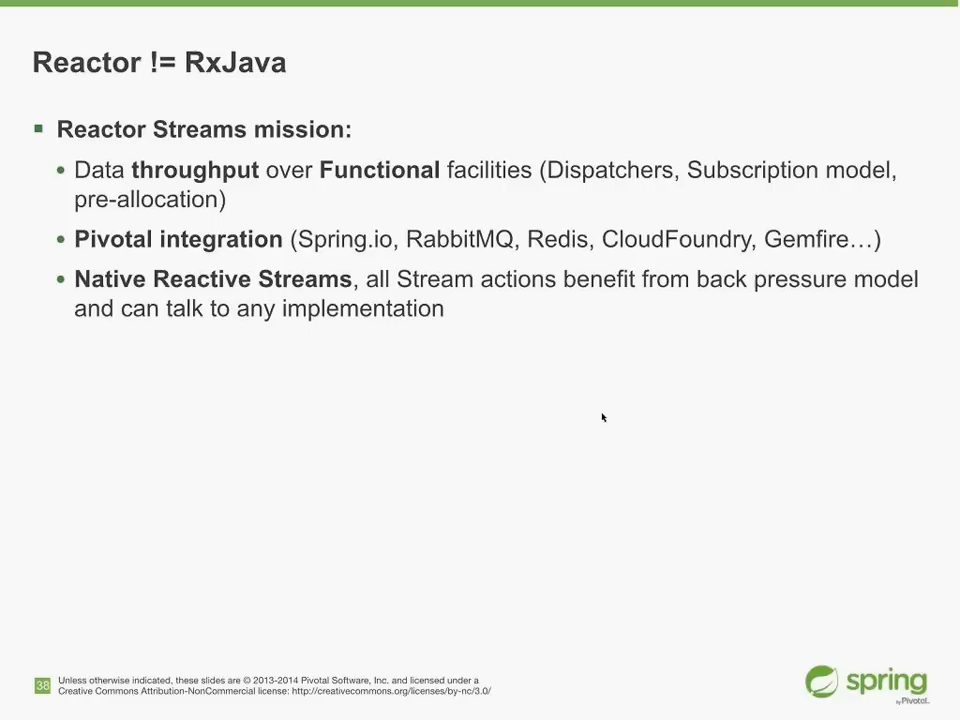 Reactor != RxJava
Reactor Streams mission:
Data throughput over Functional facilities (Dispatchers, Subscription model,
pre-allocation)
Pivotal integration (Spring.io, RabbitMQ, Redis, CloudFoundry, Gemfire…)
Native Reactive Streams, all Stream actions benefit from back pressure model
and can talk to any implementation
38
Unless otherwise indicated, these slides are © 2013-2014 Pivotal Software, Inc. and licensed under a
Creative Commons Attribution-NonCommercial license: http://creativecommons.org/licenses/by-nc/3.0/
spring
by Pivotal.